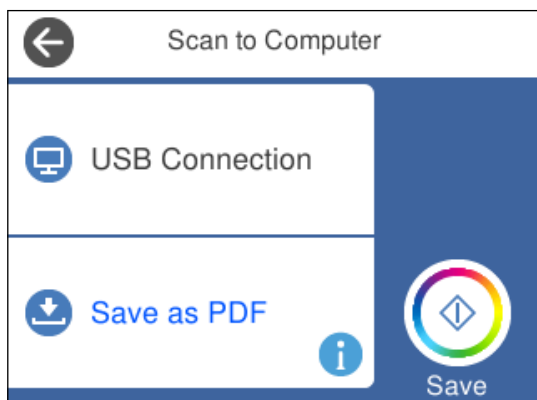 Scan to Computer
USB Connection
Save as PDF
i
Save